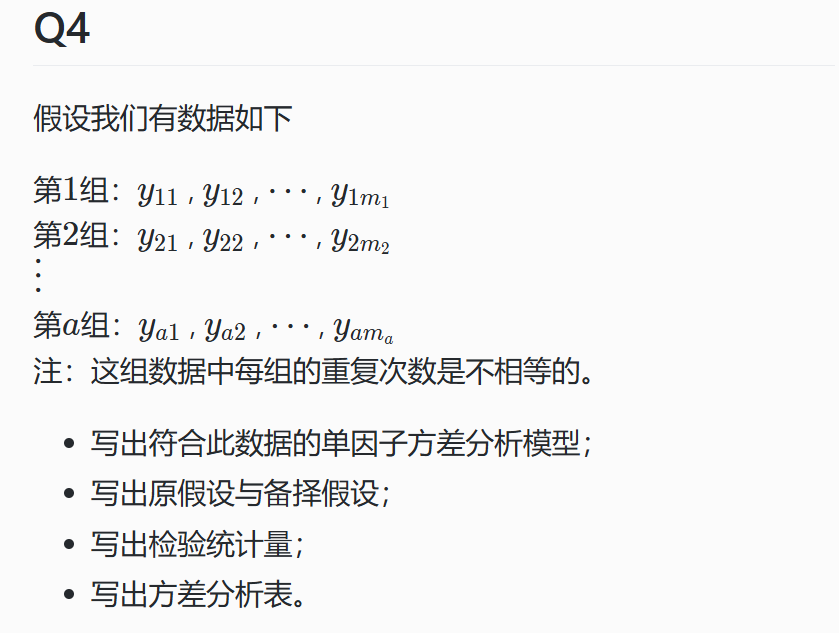 Q4
假设我们有数据如下
第1组：$y_{11}$ , $y_{12}$ , ⋯ , $y_{1m_1}$
第2组：$y_{21}$ , $y_{22}$ , ⋯ , $y_{2m_2}$
⋮
第$a$组：$y_{a1}$ , $y_{a2}$ , ⋯ , $y_{am_a}$
注：这组数据中每组的重复次数是不相等的。
• 写出符合此数据的单因子方差分析模型；
• 写出原假设与备择假设；
• 写出检验统计量；
• 写出方差分析表。